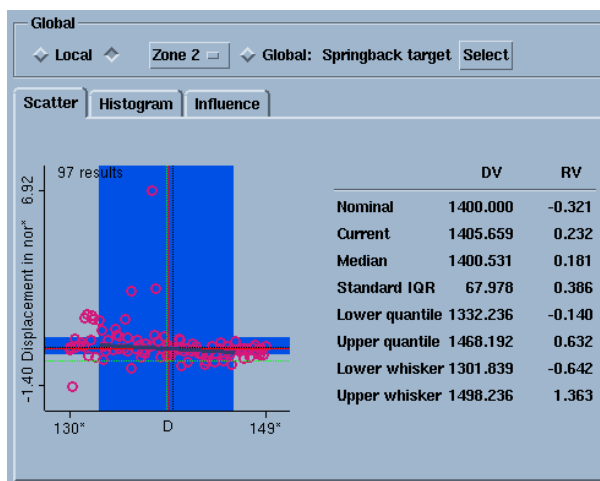 Global
Local Zone 2 Global: Springback target Select
Scatter Histogram Influence
97 results
6.92
Displacement in nor*
-1.40
130* D 149*
DV RV
Nominal 1400.000 -0.321
Current 1405.659 0.232
Median 1400.531 0.181
Standard IQR 67.978 0.386
Lower quantile 1332.236 -0.140
Upper quantile 1468.192 0.632
Lower whisker 1301.839 -0.642
Upper whisker 1498.236 1.363